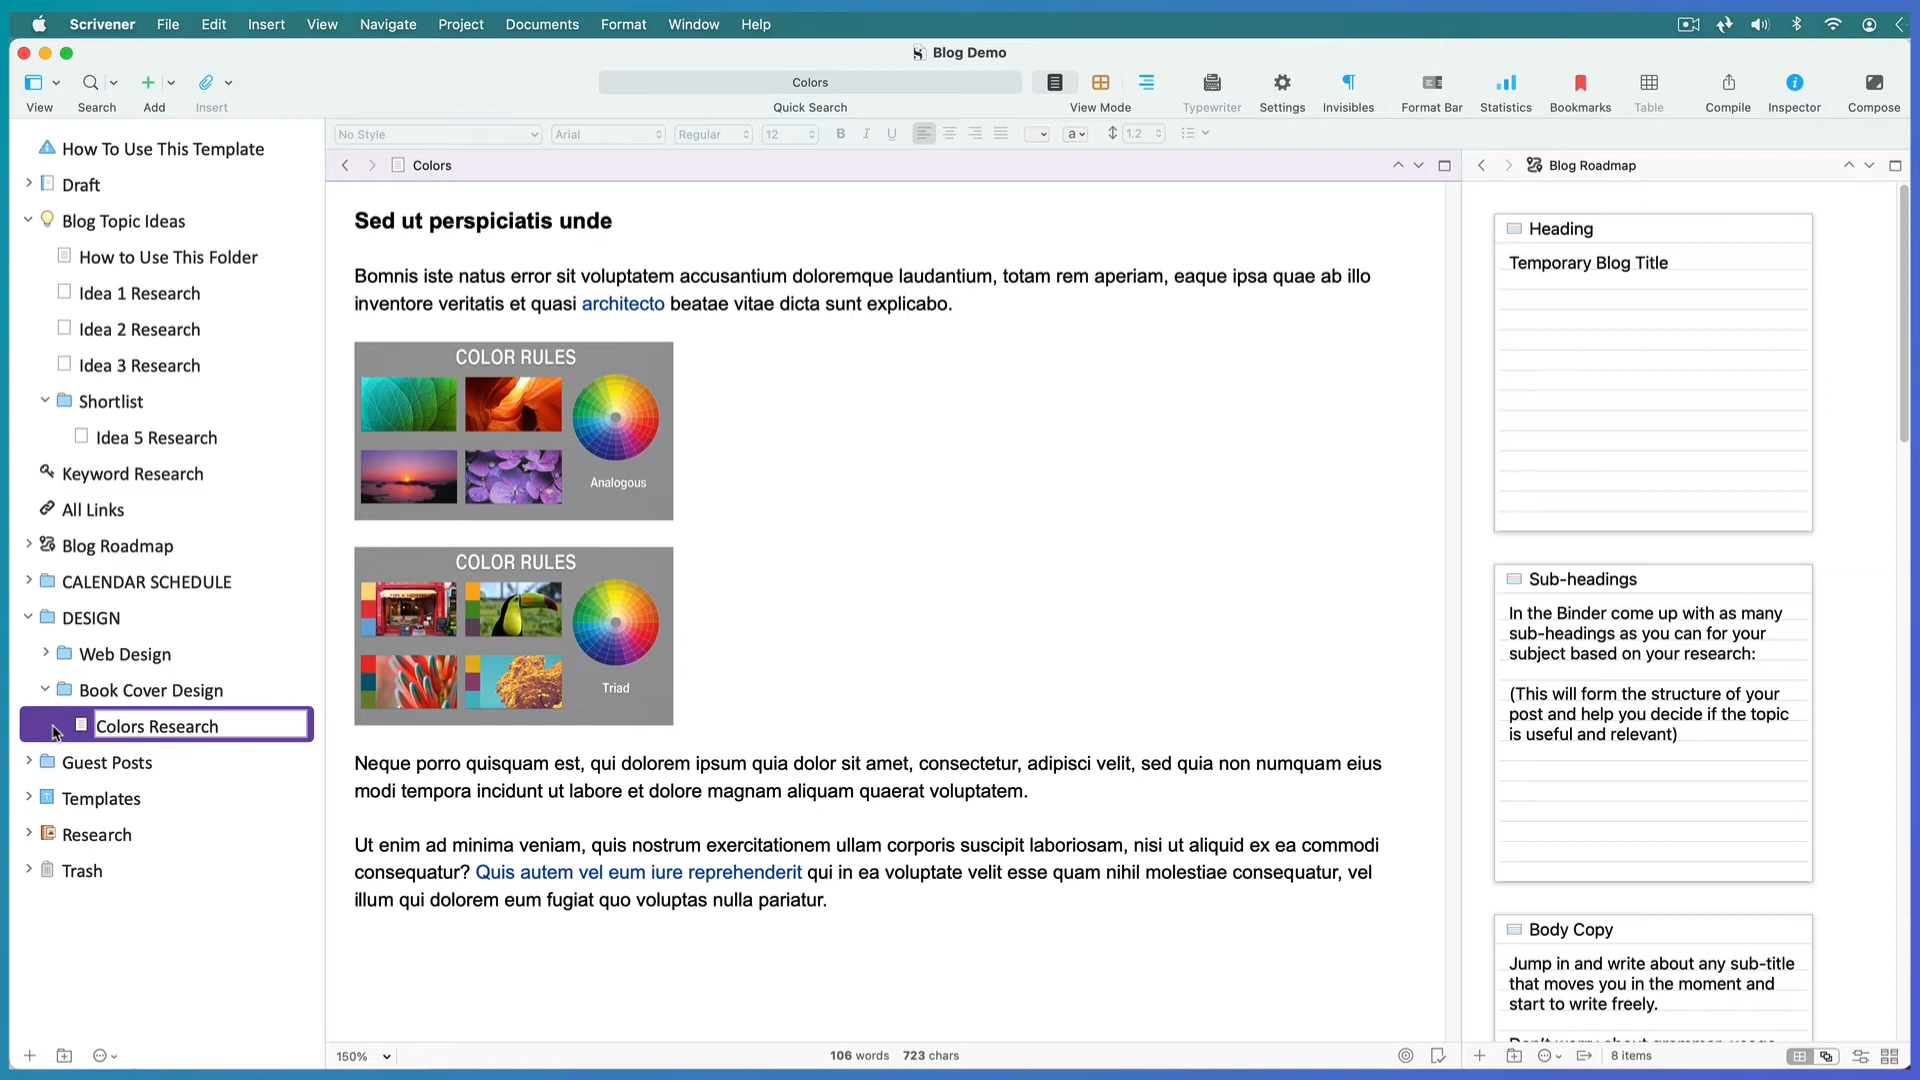 Scrivener File Edit Insert View Navigate Project Documents Format Window Help
Blog Demo
Colors
View Search Add Insert Quick Search View Mode Typewriter Settings Invisibles Format Bar Statistics Bookmarks Table Compile Inspector Compose
No Style Arial Regular 12 B I U a 1.2
How To Use This Template
Draft
Blog Topic Ideas
How to Use This Folder
Idea 1 Research
Idea 2 Research
Idea 3 Research
Shortlist
Idea 5 Research
Keyword Research
All Links
Blog Roadmap
CALENDAR SCHEDULE
DESIGN
Web Design
Book Cover Design
Colors Research
Guest Posts
Templates
Research
Trash
Colors
Sed ut perspiciatis unde
Bomnis iste natus error sit voluptatem accusantium doloremque laudantium, totam rem aperiam, eaque ipsa quae ab illo
inventore veritatis et quasi architecto beatae vitae dicta sunt explicabo.
COLOR RULES
Analogous
COLOR RULES
Triad
Neque porro quisquam est, qui dolorem ipsum quia dolor sit amet, consectetur, adipisci velit, sed quia non numquam eius
modi tempora incidunt ut labore et dolore magnam aliquam quaerat voluptatem.
Ut enim ad minima veniam, quis nostrum exercitationem ullam corporis suscipit laboriosam, nisi ut aliquid ex ea commodi
consequatur? Quis autem vel eum iure reprehenderit qui in ea voluptate velit esse quam nihil molestiae consequatur, vel
illum qui dolorem eum fugiat quo voluptas nulla pariatur.
150%
106 words 723 chars
Blog Roadmap
Heading
Temporary Blog Title
Sub-headings
In the Binder come up with as many
sub-headings as you can for your
subject based on your research:
(This will form the structure of your
post and help you decide if the topic
is useful and relevant)
Body Copy
Jump in and write about any sub-title
that moves you in the moment and
start to write freely.
8 items